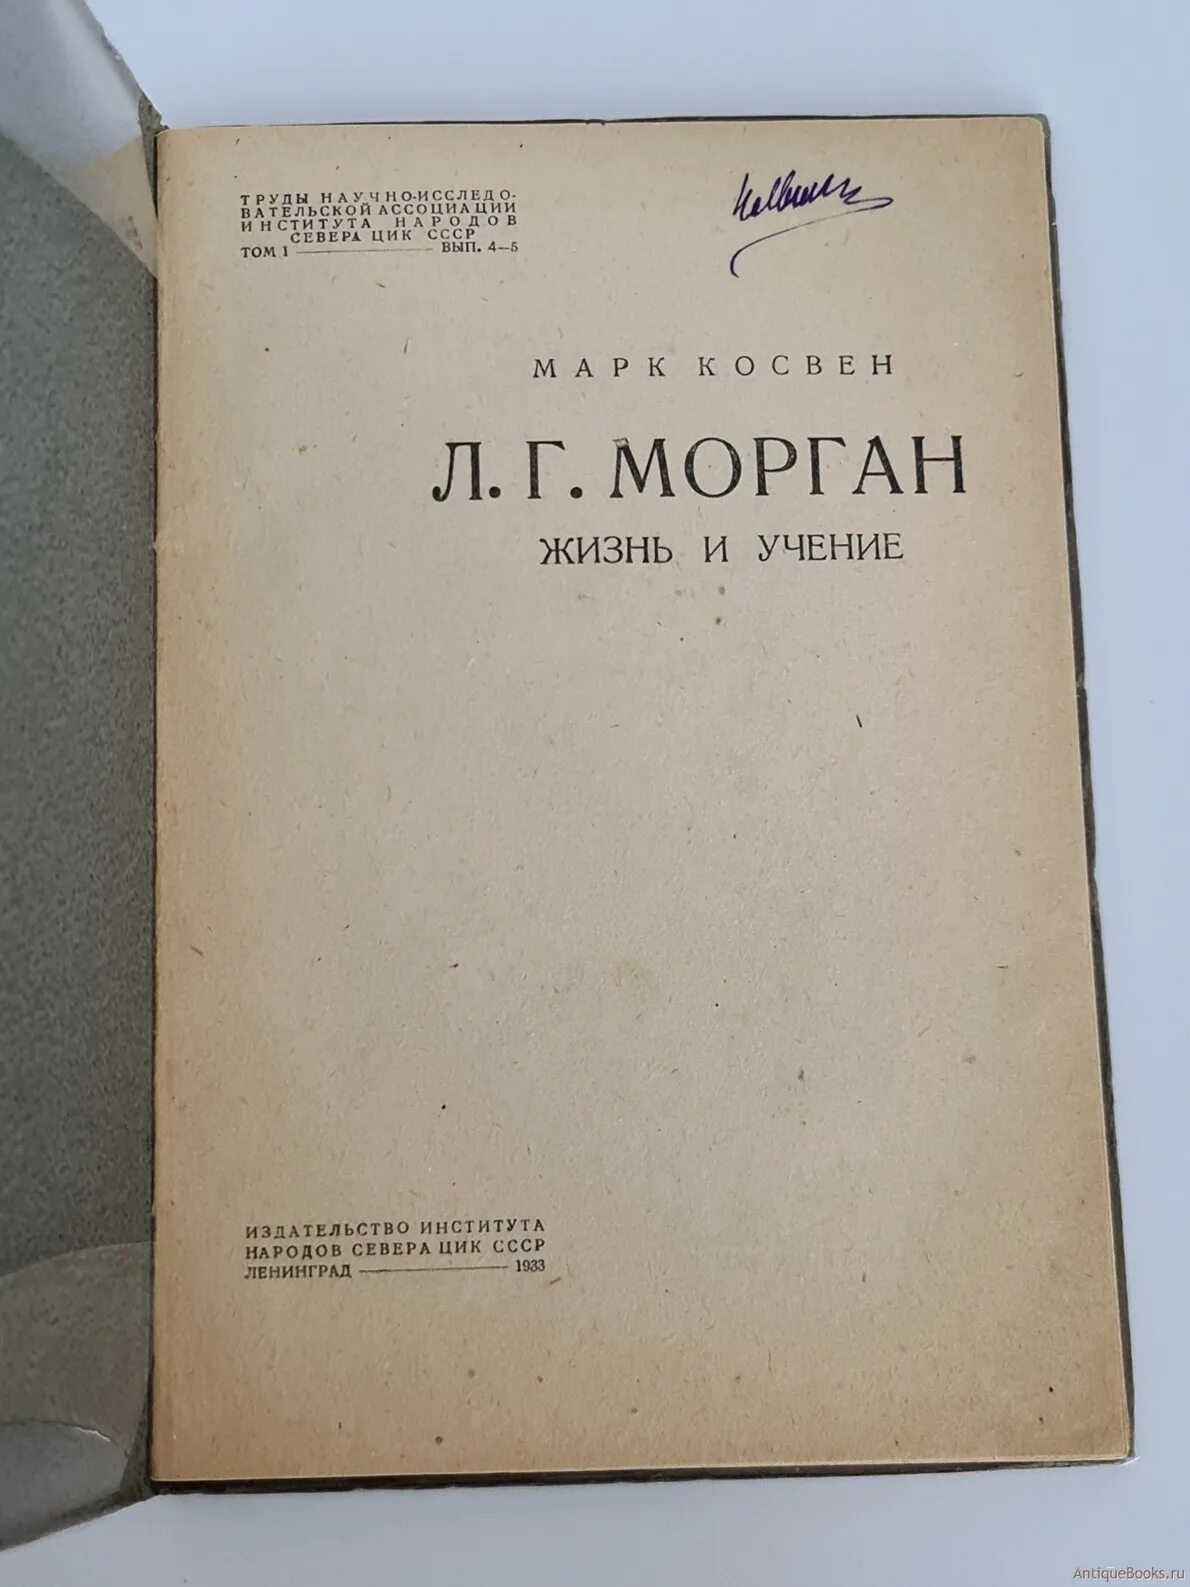 ТРУДЫ НАУЧНО-ИССЛЕДО-
ВАТЕЛЬСКОЙ АССОЦИАЦИИ
ИНСТИТУТА НАРОДОВ
СЕВЕРА ЦИК СССР
ТОМ 1 ВЫП. 4—5
МАРК КОСВЕН
Л. Г. МОРГАН
ЖИЗНЬ И УЧЕНИЕ
ИЗДАТЕЛЬСТВО ИНСТИТУТА
НАРОДОВ СЕВЕРА ЦИК СССР
ЛЕНИНГРАД 1933
AntiqueBooks.ru